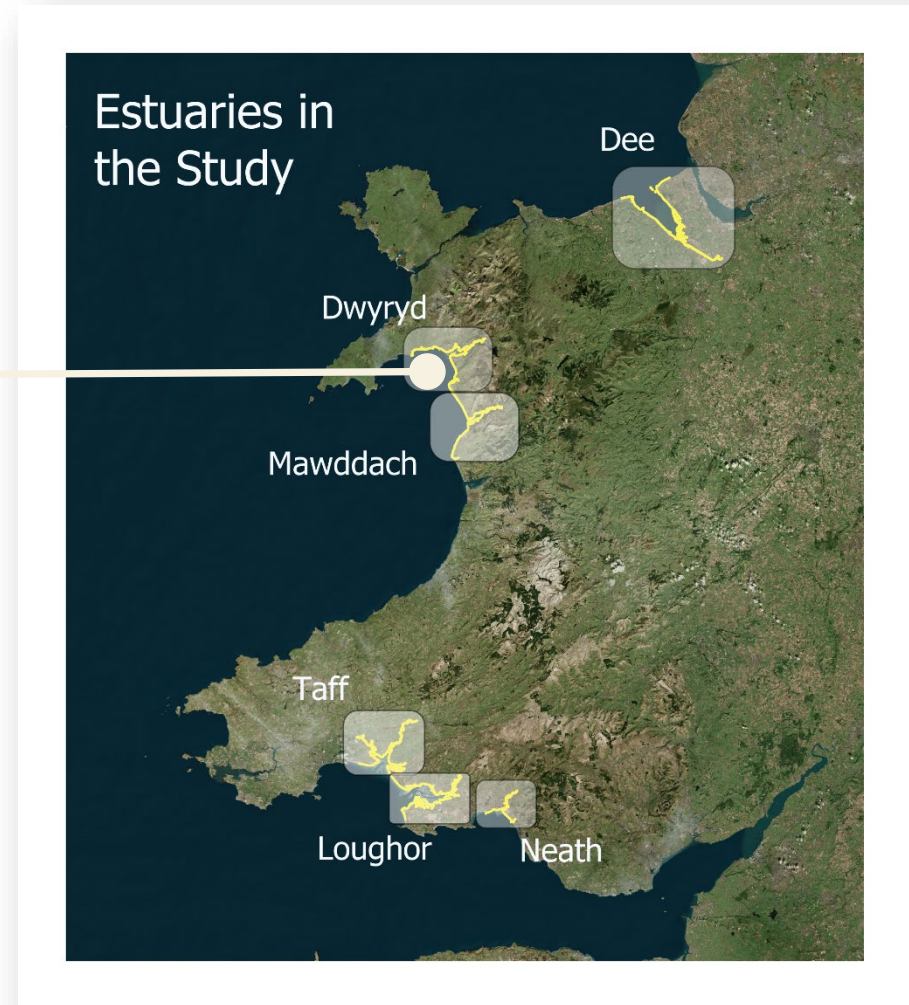 Estuaries in
the Study
Dee
Dwyryd
Mawddach
Taff
Loughor
Neath